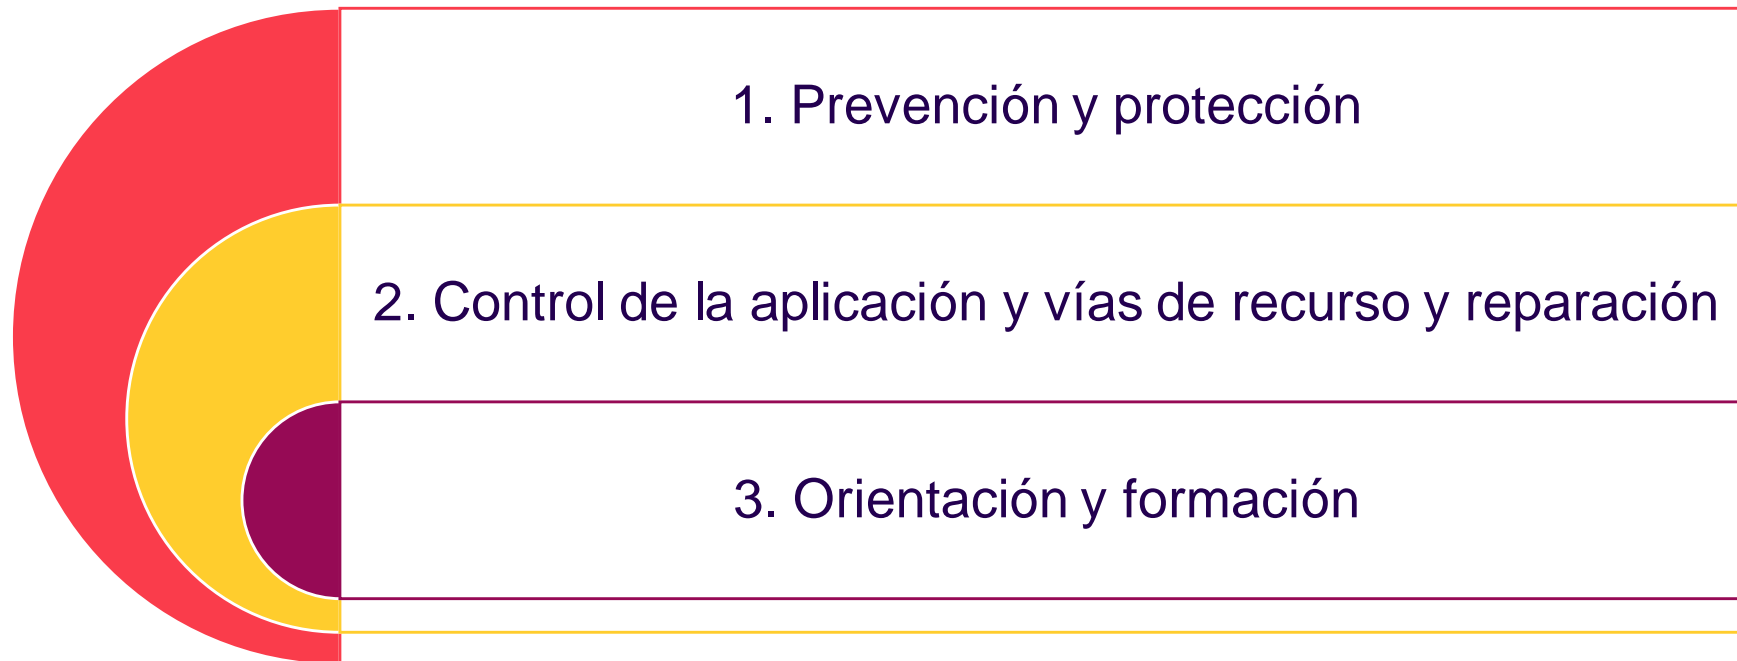 1. Prevención y protección
2. Control de la aplicación y vías de recurso y reparación
3. Orientación y formación